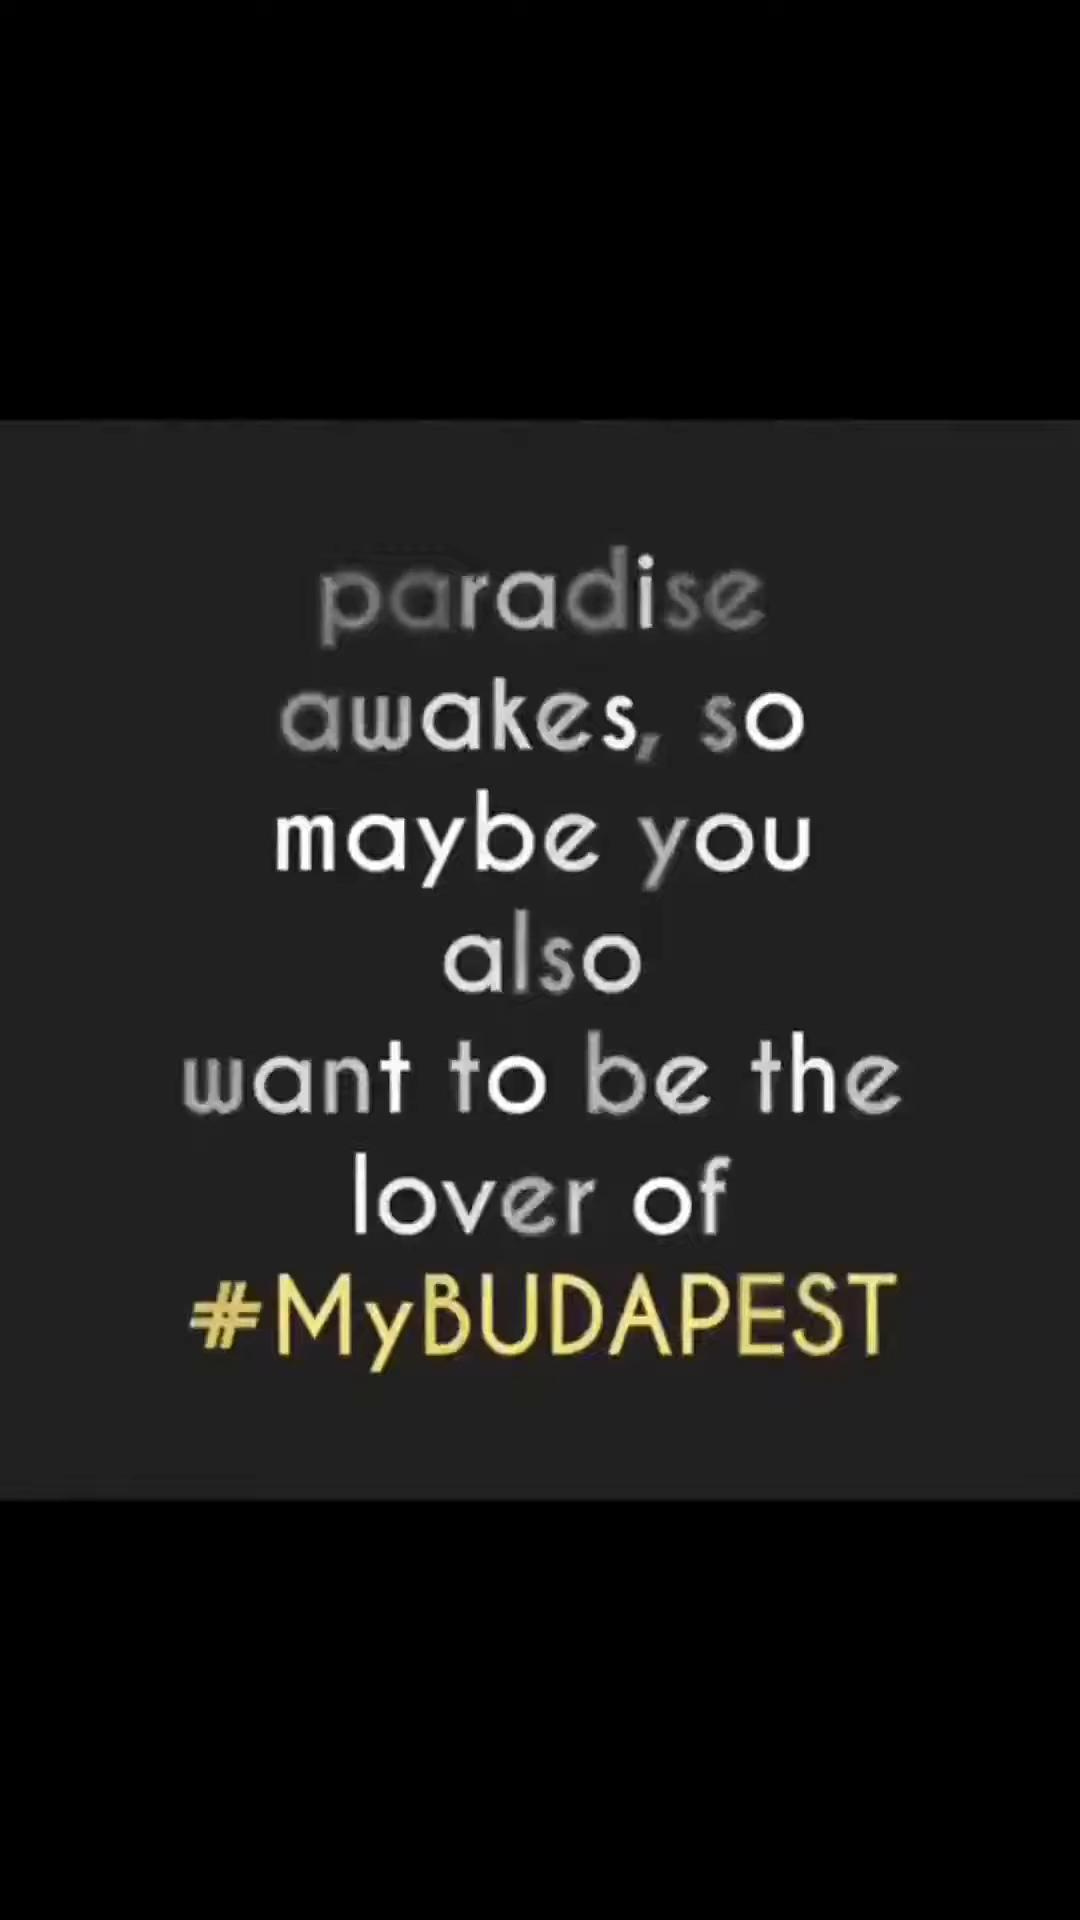 paradise
awakes, so
maybe you
also
want to be the
lover of
#MyBUDAPEST